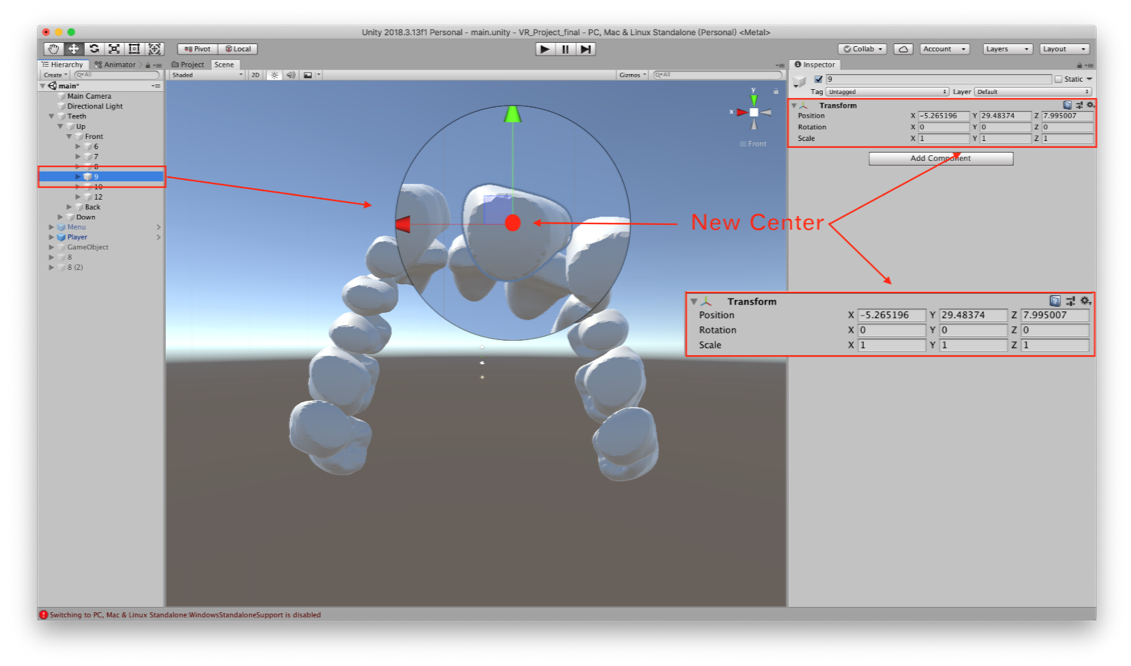 Unity 2018.3.13f1 Personal - main.unity - VR_Project_final - PC, Mac & Linux Standalone (Personal) <Metal>
Pivot Local Collab Account Layers Layout
Hierarchy Animator Project Scene Inspector
Create All Shaded 2D Gizmos All
main*
Main Camera
Directional Light
Teeth
Up
Front
6
7
8
9
10
12
Back
Down
Menu
Player
GameObject
8
8 (2)
y
x
Front
9 Static
Tag Untagged Layer Default
Transform
Position X -5.265196 Y 29.48374 Z 7.995007
Rotation X 0 Y 0 Z 0
Scale X 1 Y 1 Z 1
Add Component
New Center
Transform
Position X -5.265196 Y 29.48374 Z 7.995007
Rotation X 0 Y 0 Z 0
Scale X 1 Y 1 Z 1
Switching to PC, Mac & Linux Standalone:WindowsStandaloneSupport is disabled